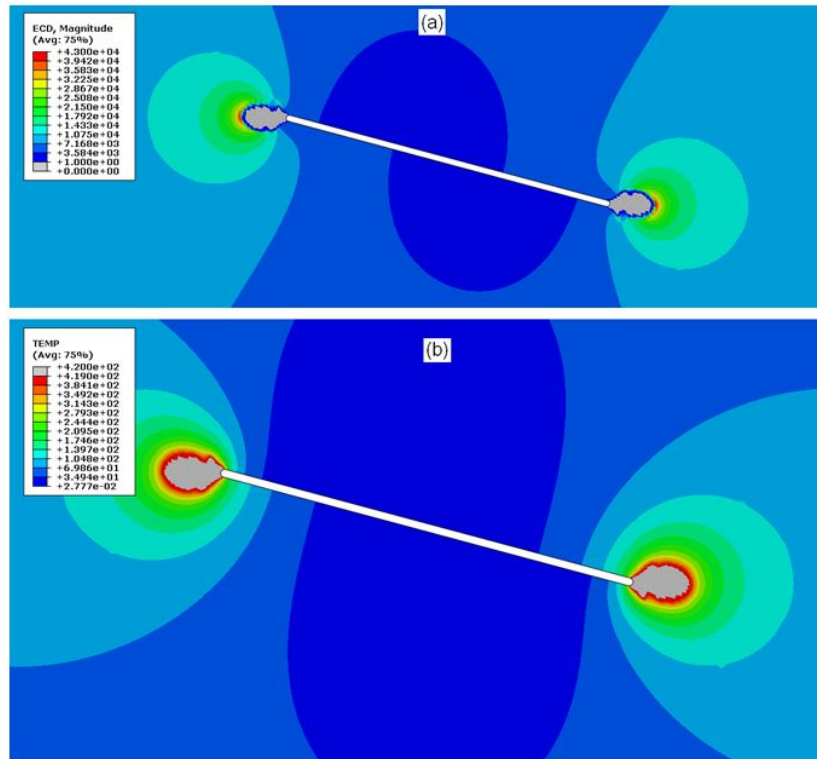 (a)
ECD, Magnitude
(Avg: 75%)
+4.300e+04
+3.942e+04
+3.583e+04
+3.225e+04
+2.867e+04
+2.508e+04
+2.150e+04
+1.792e+04
+1.433e+04
+1.075e+04
+7.168e+03
+3.584e+03
+1.000e+00
+0.000e+00
(b)
TEMP
(Avg: 75%)
+4.200e+02
+4.190e+02
+3.841e+02
+3.492e+02
+3.143e+02
+2.793e+02
+2.444e+02
+2.095e+02
+1.746e+02
+1.397e+02
+1.048e+02
+6.986e+01
+3.494e+01
+2.777e-02